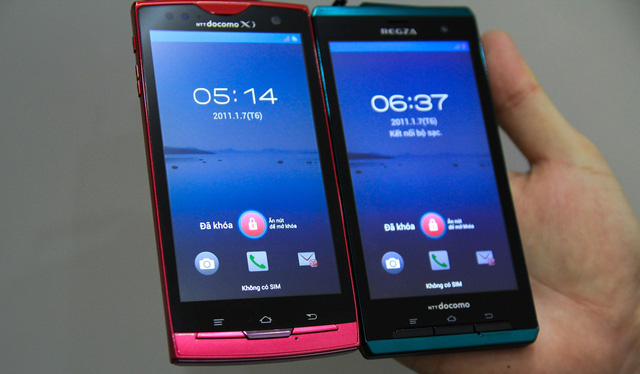 NTT docomo Xi
05:14
2011.1.7(T6)
Đã khóa
Ấn nút
để mở khóa
Không có SIM
REGZA
06:37
2011.1.7(T6)
Kết nối bộ sạc.
Đã khóa
Ấn nút
để mở khóa
Không có SIM
NTT docomo